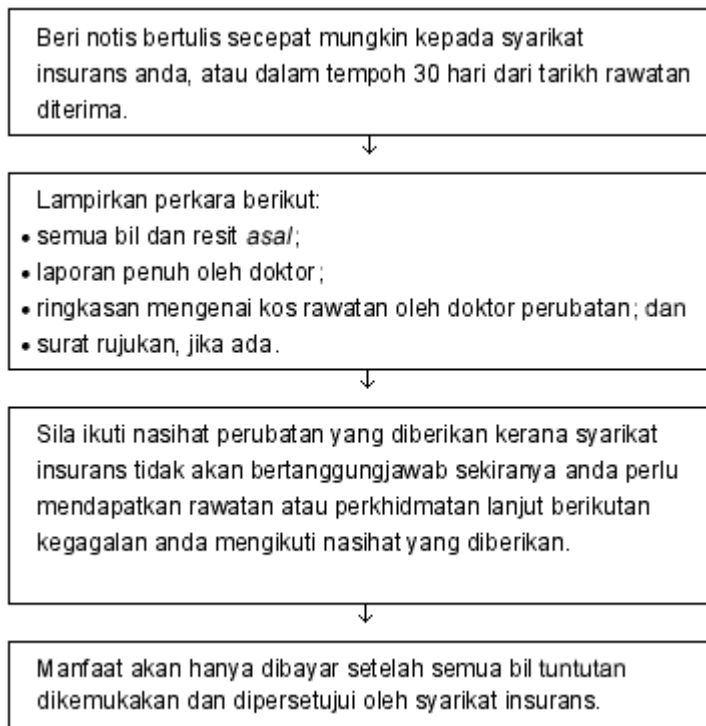 Beri notis bertulis secepat mungkin kepada syarikat
insurans anda, atau dalam tempoh 30 hari dari tarikh rawatan
diterima.
Lampirkan perkara berikut:
• semua bil dan resit asal;
• laporan penuh oleh doktor;
• ringkasan mengenai kos rawatan oleh doktor perubatan; dan
• surat rujukan, jika ada.
Sila ikuti nasihat perubatan yang diberikan kerana syarikat
insurans tidak akan bertanggungjawab sekiranya anda perlu
mendapatkan rawatan atau perkhidmatan lanjut berikutan
kegagalan anda mengikuti nasihat yang diberikan.
Manfaat akan hanya dibayar setelah semua bil tuntutan
dikemukakan dan dipersetujui oleh syarikat insurans.